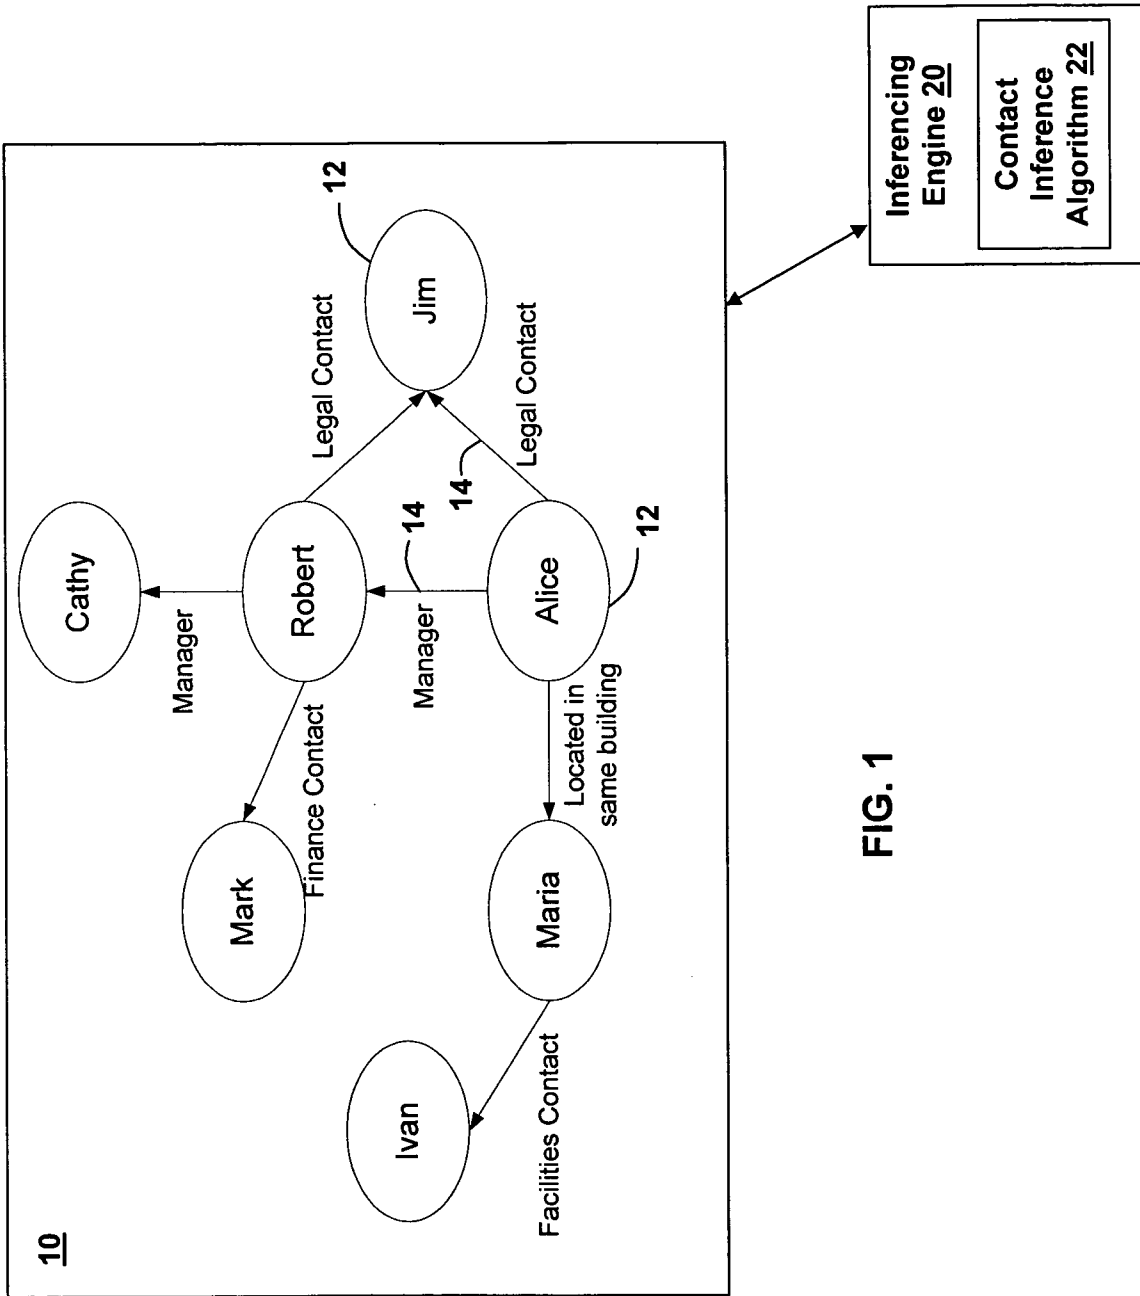 10
Cathy
Manager
Mark
Finance Contact
Robert
Legal Contact
Jim
12
14
Manager
14
Legal Contact
Ivan
Facilities Contact
Maria
Located in
same building
Alice
12
Inferencing
Engine 20
Contact
Inference
Algorithm 22
FIG. 1